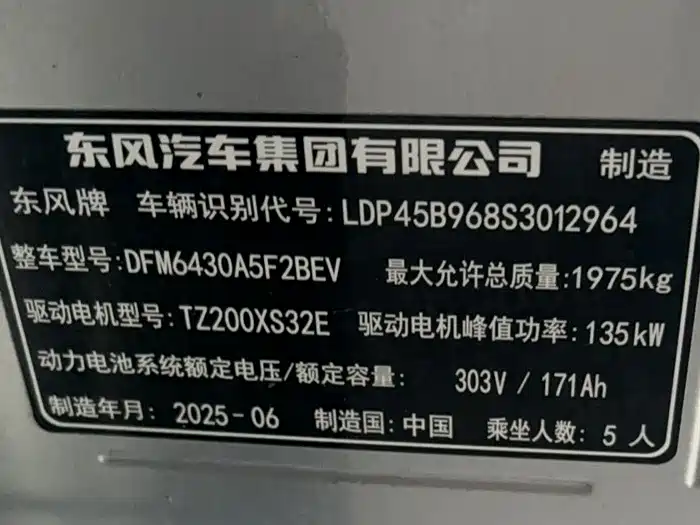 东风汽车集团有限公司 制造
东风牌 车辆识别代号:LDP45B968S3012964
整车型号:DFM6430A5F2BEV 最大允许总质量:1975kg
驱动电机型号:TZ200XS32E 驱动电机峰值功率:135kW
动力电池系统额定电压/额定容量: 303V / 171Ah
制造年月: 2025-06 制造国:中国 乘坐人数: 5 人